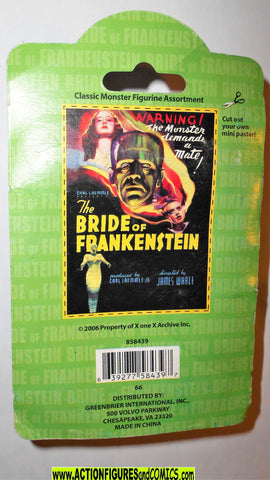 BRIDE OF FRANKENSTEIN
Classic Monster Figurine Assortment
Cut out
your own
mini poster!
WARNING!
The Monster
demands
a
Mate!
CARL LAEMMLE
The
BRIDE OF
FRANKENSTEIN
produced by
CARL LAEMMLE JR.
directed by
JAMES WHALE
© 2006 Property of X one X Archive Inc.
858439
6 39277 58439 7
66
DISTRIBUTED BY:
GREENBRIER INTERNATIONAL, INC.,
500 VOLVO PARKWAY
CHESAPEAKE, VA 23320
MADE IN CHINA
www.ACTIONFIGURESandCOMICS.com